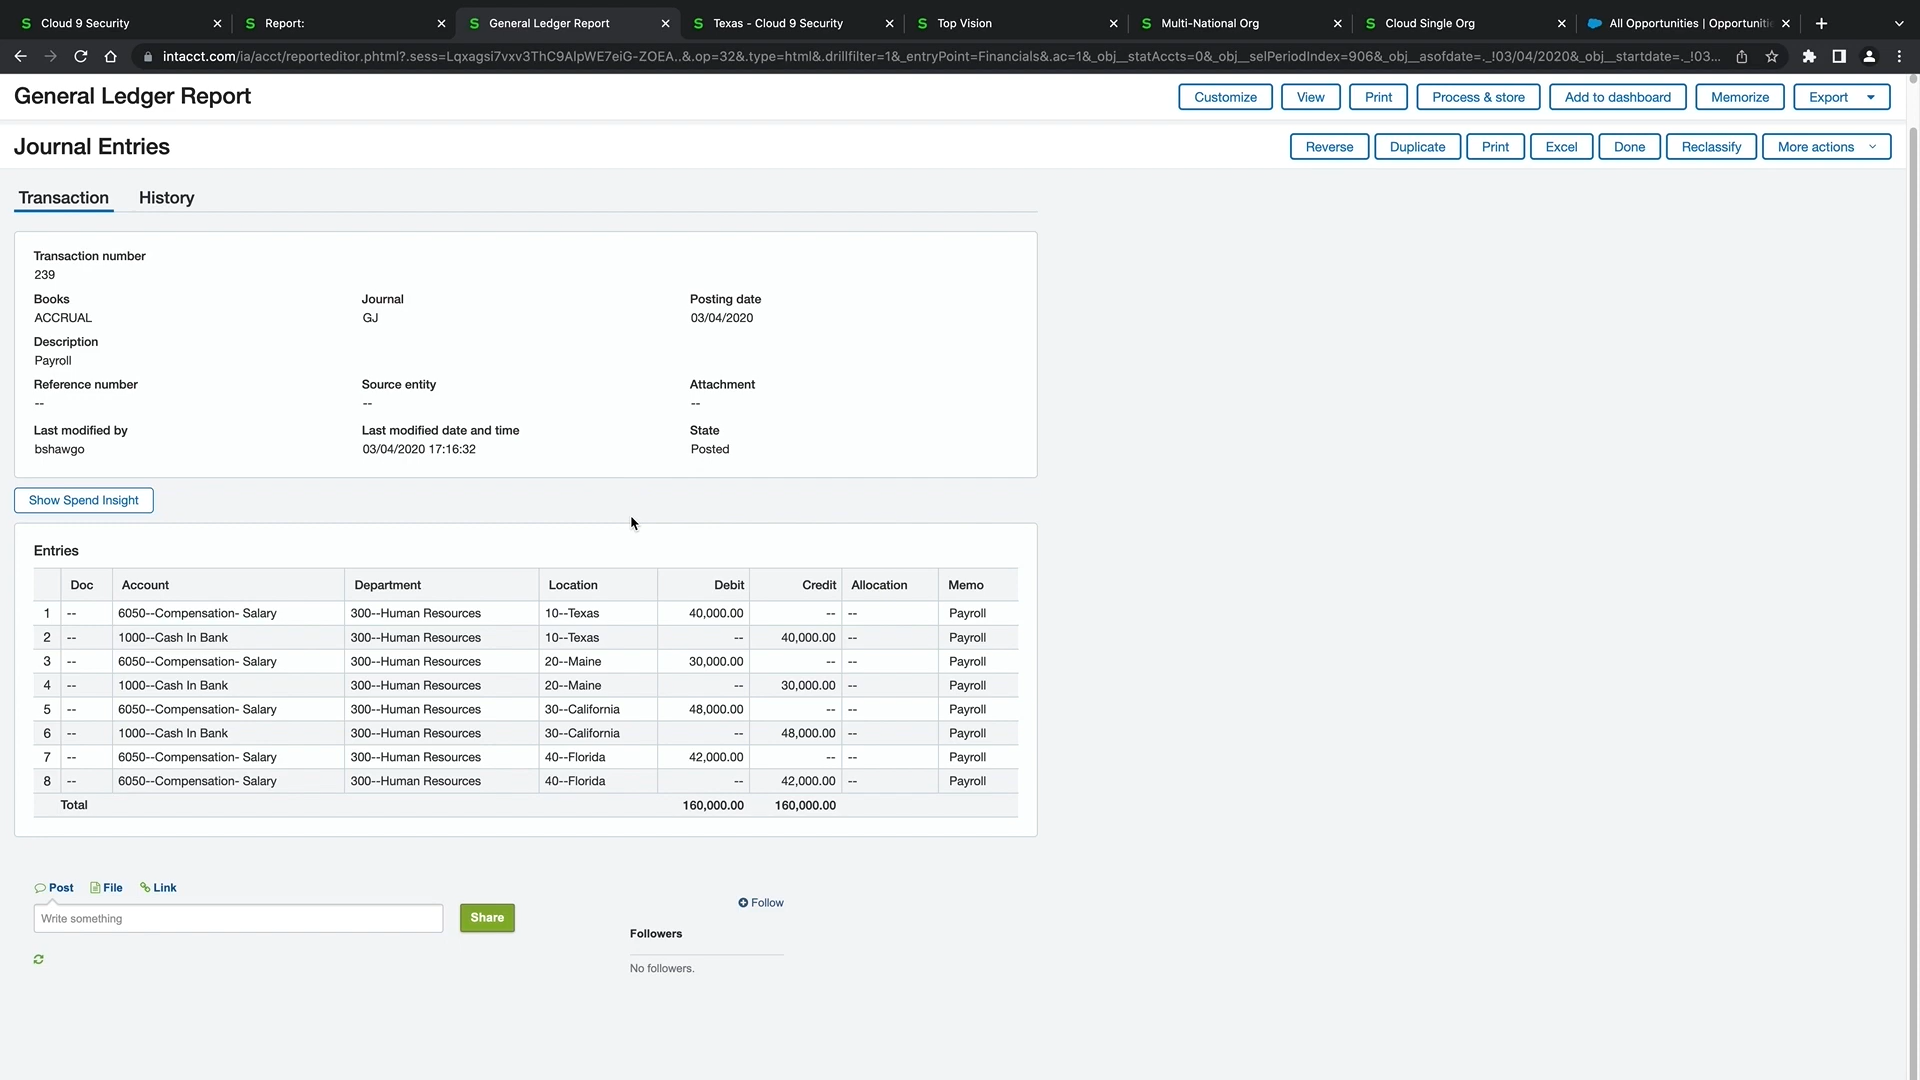 Cloud 9 Security
Report:
General Ledger Report
Texas - Cloud 9 Security
Top Vision
Multi-National Org
Cloud Single Org
All Opportunities | Opportuniti
intacct.com/ia/acct/reporteditor.phtml?.sess=Lqxagsi7vxv3ThC9AlpWE7eiG-ZOEA..&.op=32&.type=html&.drillfilter=1&_entryPoint=Financials&.ac=1&_obj__statAccts=0&_obj__selPeriodIndex=906&_obj__asofdate=._!03/04/2020&_obj__startdate=._!03...
General Ledger Report
Customize View Print Process & store Add to dashboard Memorize Export
Journal Entries
Reverse Duplicate Print Excel Done Reclassify More actions
Transaction History
Transaction number
239
Books Journal Posting date
ACCRUAL GJ 03/04/2020
Description
Payroll
Reference number Source entity Attachment
-- -- --
Last modified by Last modified date and time State
bshawgo 03/04/2020 17:16:32 Posted
Show Spend Insight
Entries
Doc Account Department Location Debit Credit Allocation Memo
1 -- 6050--Compensation- Salary 300--Human Resources 10--Texas 40,000.00 -- -- Payroll
2 -- 1000--Cash In Bank 300--Human Resources 10--Texas -- 40,000.00 -- Payroll
3 -- 6050--Compensation- Salary 300--Human Resources 20--Maine 30,000.00 -- -- Payroll
4 -- 1000--Cash In Bank 300--Human Resources 20--Maine -- 30,000.00 -- Payroll
5 -- 6050--Compensation- Salary 300--Human Resources 30--California 48,000.00 -- -- Payroll
6 -- 1000--Cash In Bank 300--Human Resources 30--California -- 48,000.00 -- Payroll
7 -- 6050--Compensation- Salary 300--Human Resources 40--Florida 42,000.00 -- -- Payroll
8 -- 6050--Compensation- Salary 300--Human Resources 40--Florida -- 42,000.00 -- Payroll
Total 160,000.00 160,000.00
Post File Link
Write something Share
Follow
Followers
No followers.